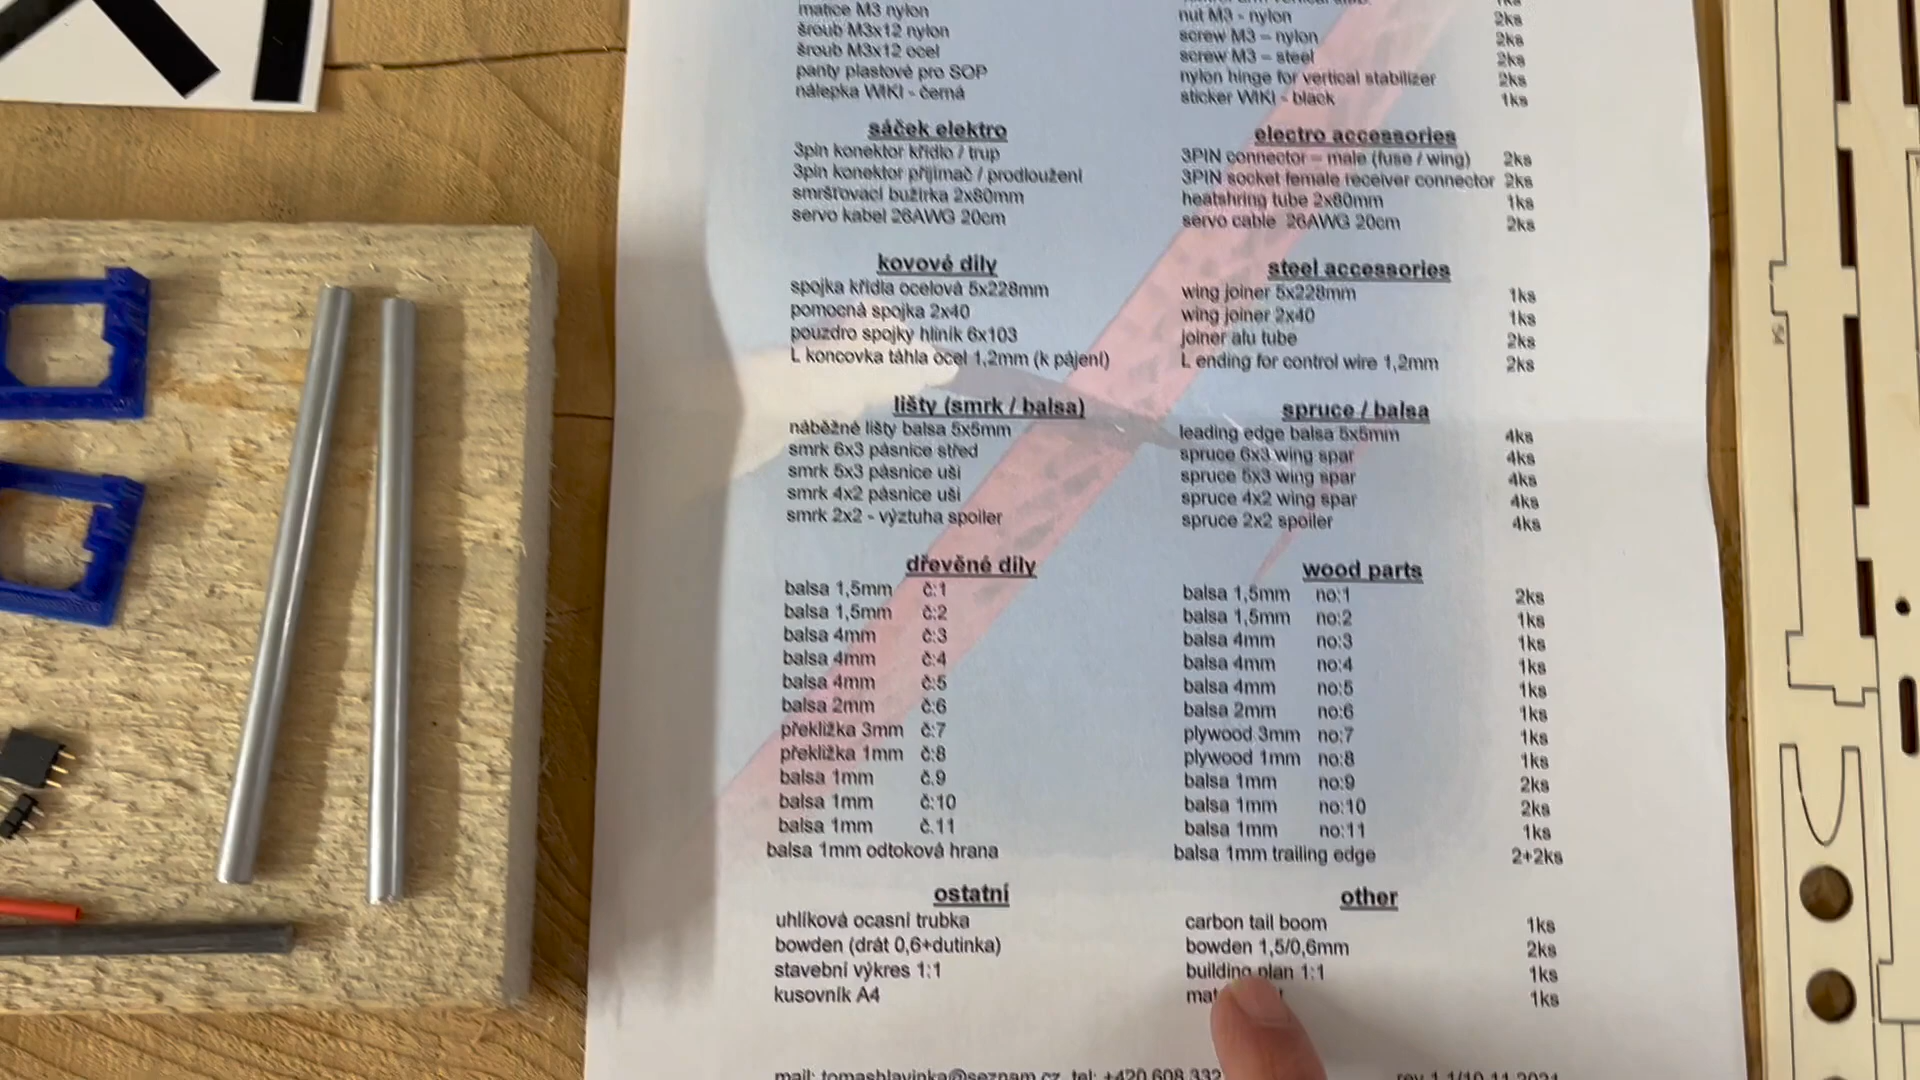 matice M3 nylon
nut M3 - nylon 2ks
šroub M3x12 nylon
screw M3 – nylon 2ks
šroub M3x12 ocel
screw M3 – steel 2ks
panty plastové pro SOP
nylon hinge for vertical stabilizer 2ks
nálepka WIKI - černá
sticker WIKI - black 1ks
sáček elektro
electro accessories
3pin konektor křídlo / trup
3PIN connector – male (fuse / wing) 2ks
3pin konektor přijímač / prodloužení
3PIN socket female receiver connector 2ks
smršťovací bužírka 2x80mm
heatshring tube 2x80mm 1ks
servo kabel 26AWG 20cm
servo cable 26AWG 20cm 2ks
kovové díly
steel accessories
spojka křídla ocelová 5x228mm
wing joiner 5x228mm 1ks
pomocná spojka 2x40
wing joiner 2x40 1ks
pouzdro spojky hliník 6x103
joiner alu tube 2ks
L koncovka táhla ocel 1,2mm (k pájení)
L ending for control wire 1,2mm 2ks
lišty (smrk / balsa)
spruce / balsa
náběžné lišty balsa 5x5mm
leading edge balsa 5x5mm 4ks
smrk 6x3 pásnice střed
spruce 6x3 wing spar 4ks
smrk 5x3 pásnice uši
spruce 5x3 wing spar 4ks
smrk 4x2 pásnice uši
spruce 4x2 wing spar 4ks
smrk 2x2 - výztuha spoiler
spruce 2x2 spoiler 4ks
dřevěné díly
wood parts
balsa 1,5mm č:1
balsa 1,5mm no:1 2ks
balsa 1,5mm č:2
balsa 1,5mm no:2 1ks
balsa 4mm č:3
balsa 4mm no:3 1ks
balsa 4mm č:4
balsa 4mm no:4 1ks
balsa 4mm č:5
balsa 4mm no:5 1ks
balsa 2mm č:6
balsa 2mm no:6 1ks
překližka 3mm č:7
plywood 3mm no:7 1ks
překližka 1mm č:8
plywood 1mm no:8 1ks
balsa 1mm č.9
balsa 1mm no:9 2ks
balsa 1mm č:10
balsa 1mm no:10 2ks
balsa 1mm č.11
balsa 1mm no:11 1ks
balsa 1mm odtoková hrana
balsa 1mm trailing edge 2+2ks
ostatní
other
uhlíková ocasní trubka
carbon tail boom 1ks
bowden (drát 0,6+dutinka)
bowden 1,5/0,6mm 2ks
stavební výkres 1:1
building plan 1:1 1ks
kusovník A4
1ks
mail: tomashlavinka@seznam.cz, tel: +420 608 332
rev 1.1/10.11.2021